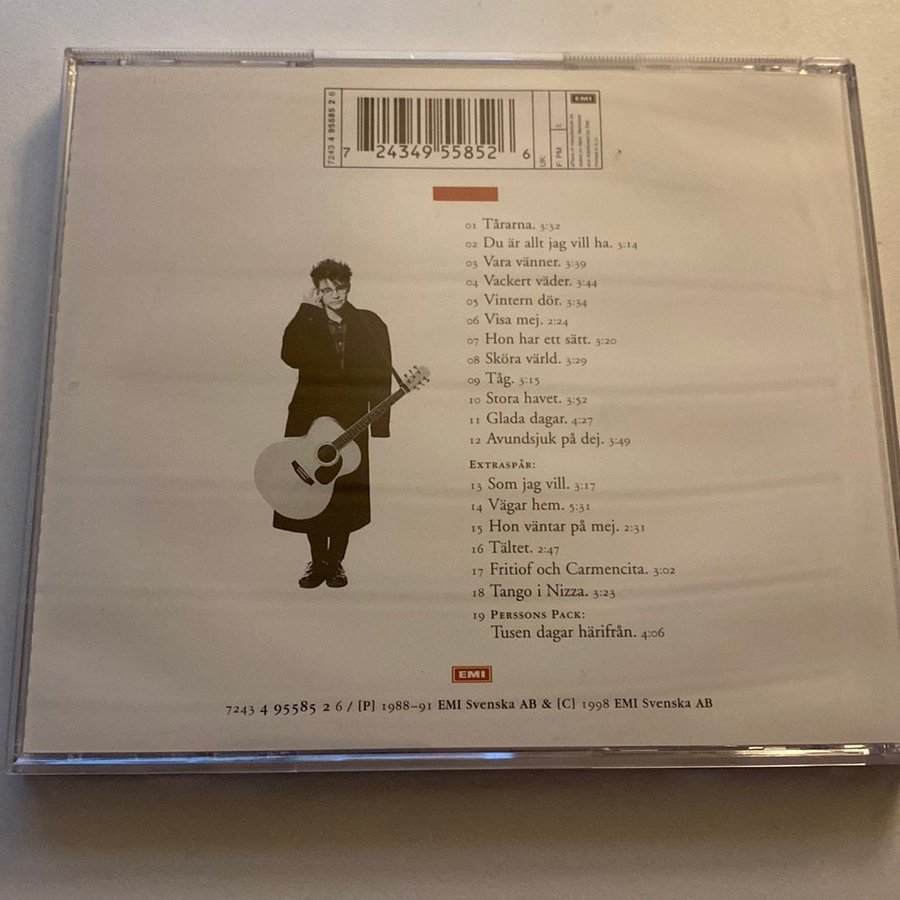 7243 4 95585 2 6
7 24349 55852 6
UK:
F: PM
EMI
01 Tårarna. 3:32
02 Du är allt jag vill ha. 3:14
03 Vara vänner. 3:39
04 Vackert väder. 3:44
05 Vintern dör. 3:34
06 Visa mej. 2:24
07 Hon har ett sätt. 3:20
08 Sköra värld. 3:29
09 Tåg. 3:15
10 Stora havet. 3:52
11 Glada dagar. 4:27
12 Avundsjuk på dej. 3:49
Extraspår:
13 Som jag vill. 3:17
14 Vägar hem. 5:31
15 Hon väntar på mej. 2:31
16 Tältet. 2:47
17 Fritiof och Carmencita. 3:02
18 Tango i Nizza. 3:23
19 Perssons Pack:
Tusen dagar härifrån. 4:06
EMI
7243 4 95585 2 6 / [P] 1988–91 EMI Svenska AB & [C] 1998 EMI Svenska AB